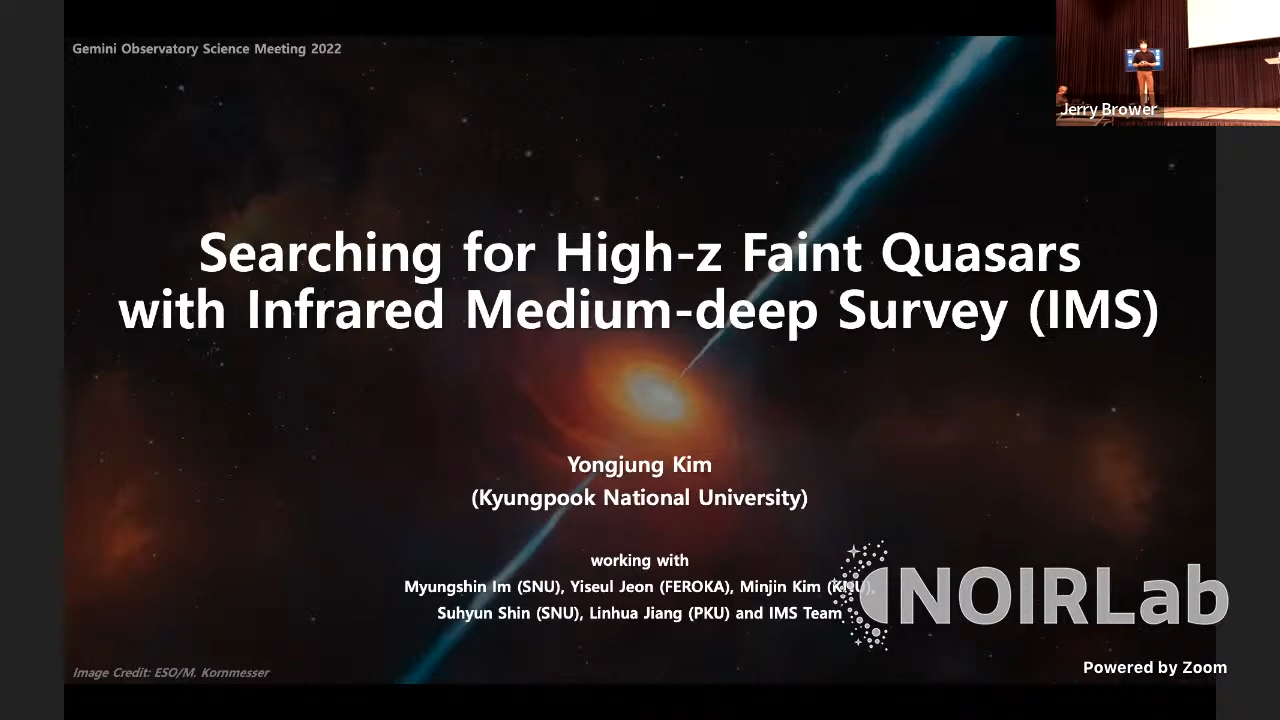 Gemini Observatory Science Meeting 2022
Jerry Brower
Searching for High-z Faint Quasars
with Infrared Medium-deep Survey (IMS)
Yongjung Kim
(Kyungpook National University)
working with
Myungshin Im (SNU), Yiseul Jeon (FEROKA), Minjin Kim (KNU),
Suhyun Shin (SNU), Linhua Jiang (PKU) and IMS Team
NOIRLab
Image Credit: ESO/M. Kornmesser
Powered by Zoom